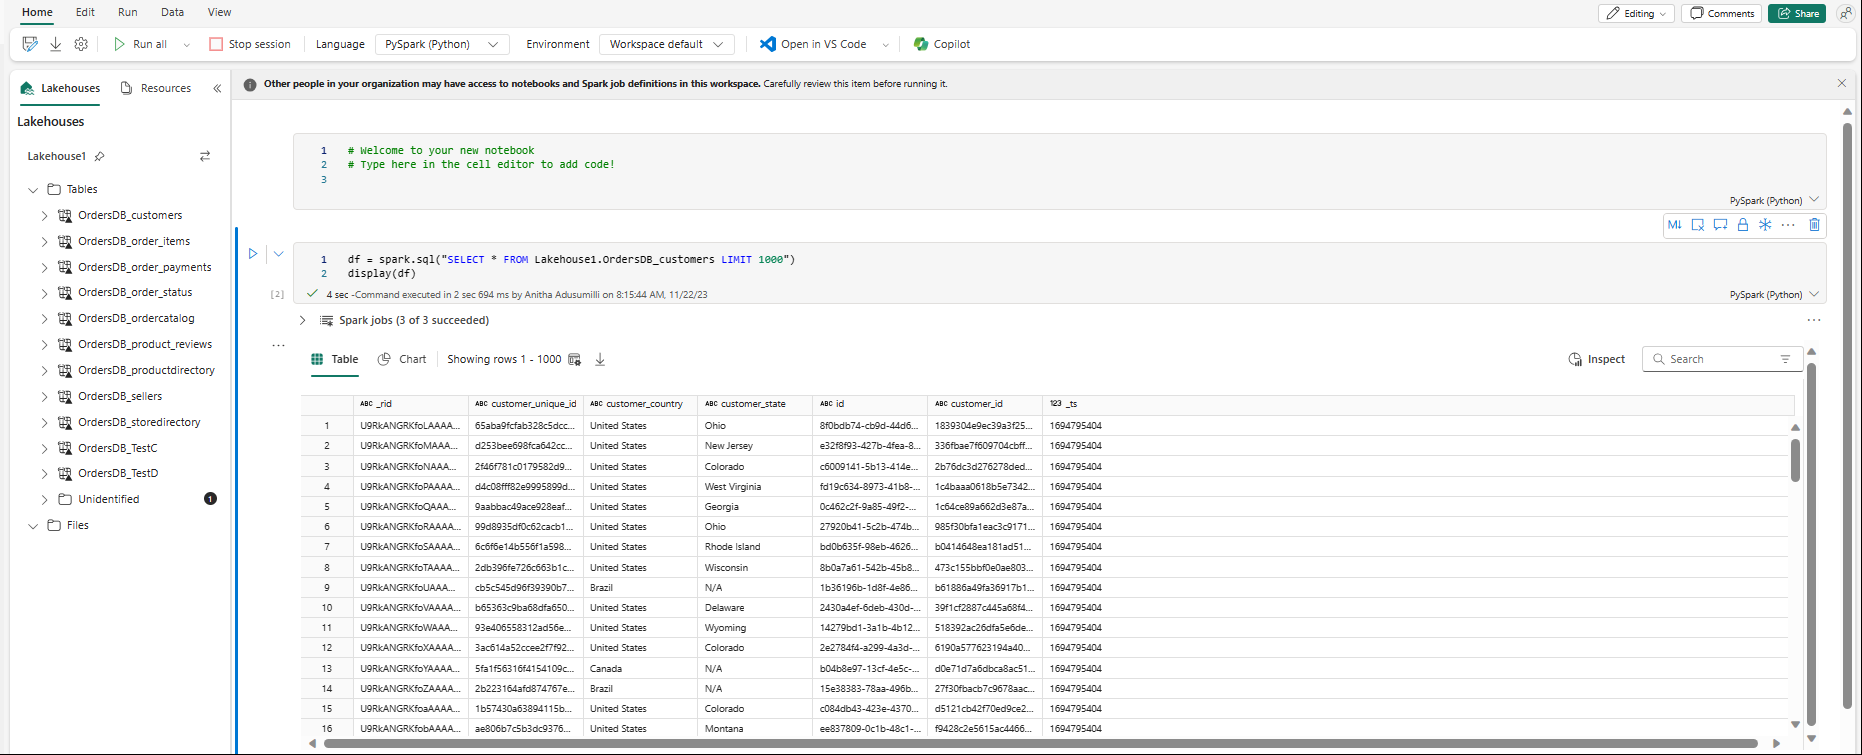 Home Edit Run Data View
Editing Comments Share
Run all Stop session Language PySpark (Python) Environment Workspace default Open in VS Code Copilot
Lakehouses Resources
Other people in your organization may have access to notebooks and Spark job definitions in this workspace. Carefully review this item before running it.
Lakehouses
Lakehouse1
Tables
OrdersDB_customers
OrdersDB_order_items
OrdersDB_order_payments
OrdersDB_order_status
OrdersDB_ordercatalog
OrdersDB_product_reviews
OrdersDB_productdirectory
OrdersDB_sellers
OrdersDB_storedirectory
OrdersDB_TestC
OrdersDB_TestD
Unidentified 1
Files
1 # Welcome to your new notebook
2 # Type here in the cell editor to add code!
3
PySpark (Python)
M↓
1 df = spark.sql("SELECT * FROM Lakehouse1.OrdersDB_customers LIMIT 1000")
2 display(df)
[2] 4 sec -Command executed in 2 sec 694 ms by Anitha Adusumilli on 8:15:44 AM, 11/22/23 PySpark (Python)
Spark jobs (3 of 3 succeeded)
Table Chart Showing rows 1 - 1000 Inspect Search
ABC _rid ABC customer_unique_id ABC customer_country ABC customer_state ABC id ABC customer_id 123 _ts
1 U9RkANGRKfoLAAAA... 65aba9fcfab328c5dcc... United States Ohio 8f0bdb74-cb9d-44d6... 1839304e9ec39a3f25... 1694795404
2 U9RkANGRKfoMAAA... d253bee698fca642cc... United States New Jersey e32f8f93-427b-4fea-8... 336fbae7f609704cbff... 1694795404
3 U9RkANGRKfoNAAA... 2f46f781c0179582d9... United States Colorado c6009141-5b13-414e... 2b76dc3d276278ded... 1694795404
4 U9RkANGRKfoPAAAA... d4c08fff82e9995899d... United States West Virginia fd19c634-8973-41b8-... 1c4baaa0618b5e7342... 1694795404
5 U9RkANGRKfoQAAA... 9aabbac49ace928eaf... United States Georgia 0c462c2f-9a85-49f2-... 1c64ce89a662d3e87a... 1694795404
6 U9RkANGRKfoRAAAA... 99d8935df0c62cacb1... United States Ohio 27920b41-5c2b-474b... 985f30bfa1eac3c9171... 1694795404
7 U9RkANGRKfoSAAAA... 6c6f6e14b556f1a598... United States Rhode Island bd0b635f-98eb-4626... b0414648ea181ad51... 1694795404
8 U9RkANGRKfoTAAAA... 2db396fe726c663b1c... United States Wisconsin 8b0a7a61-542b-45b8... 473c155bbf0e0ae803... 1694795404
9 U9RkANGRKfoUAAA... cb5c545d96f39390b7... Brazil N/A 1b36196b-1d8f-4e86... b61886a49fa36917b1... 1694795404
10 U9RkANGRKfoVAAAA... b65363c9ba68dfa650... United States Delaware 2430a4ef-6deb-430d-... 39f1cf2887c445a68f4... 1694795404
11 U9RkANGRKfoWAAA... 93e406558312ad56e... United States Wyoming 14279bd1-3a1b-4b12... 518392ac26dfa5e6de... 1694795404
12 U9RkANGRKfoXAAAA... 3ac614a52ccee2f7f92... United States Colorado 2e2784f4-a299-4a3d-... 6190a577623194a40... 1694795404
13 U9RkANGRKfoYAAAA... 5fa1f56316f4154109c... Canada N/A b04b8e97-13cf-4e5c-... d0e71d7a6dbca8ac51... 1694795404
14 U9RkANGRKfoZAAAA... 2b223164afd874767e... Brazil N/A 15e38383-78aa-496b... 27f30fbacb7c9678aac... 1694795404
15 U9RkANGRKfoaAAAA... 1b57430a63894115b... United States Colorado c084db43-423e-4370... d5121cb42f70ed9ce2... 1694795404
16 U9RkANGRKfobAAAA... ae806b7c5b3dc9376... United States Montana ee837809-0c1b-48c1-... f9428c2e5615ac4466... 1694795404